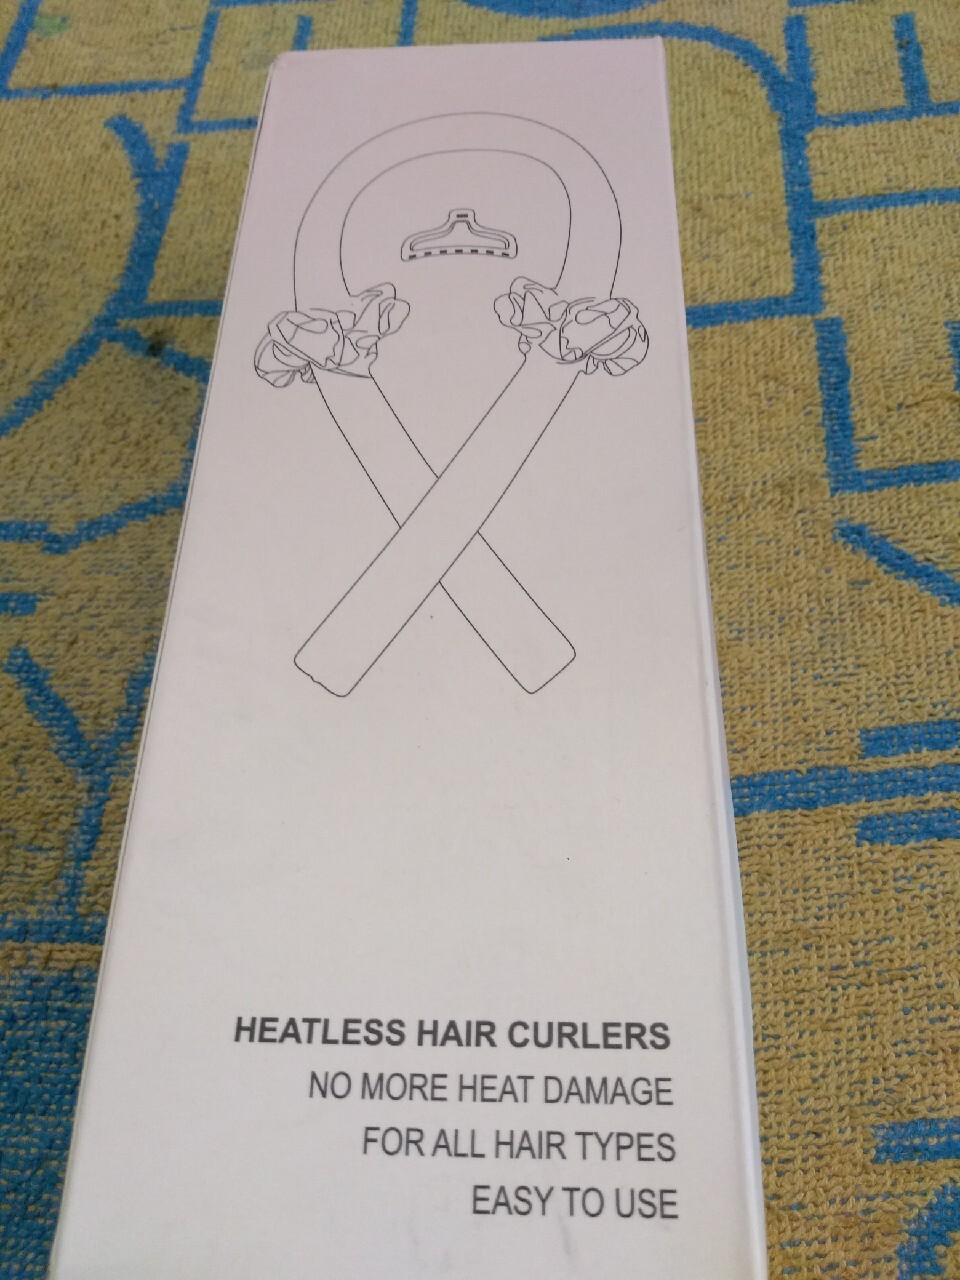 HEATLESS HAIR CURLERS
NO MORE HEAT DAMAGE
FOR ALL HAIR TYPES
EASY TO USE